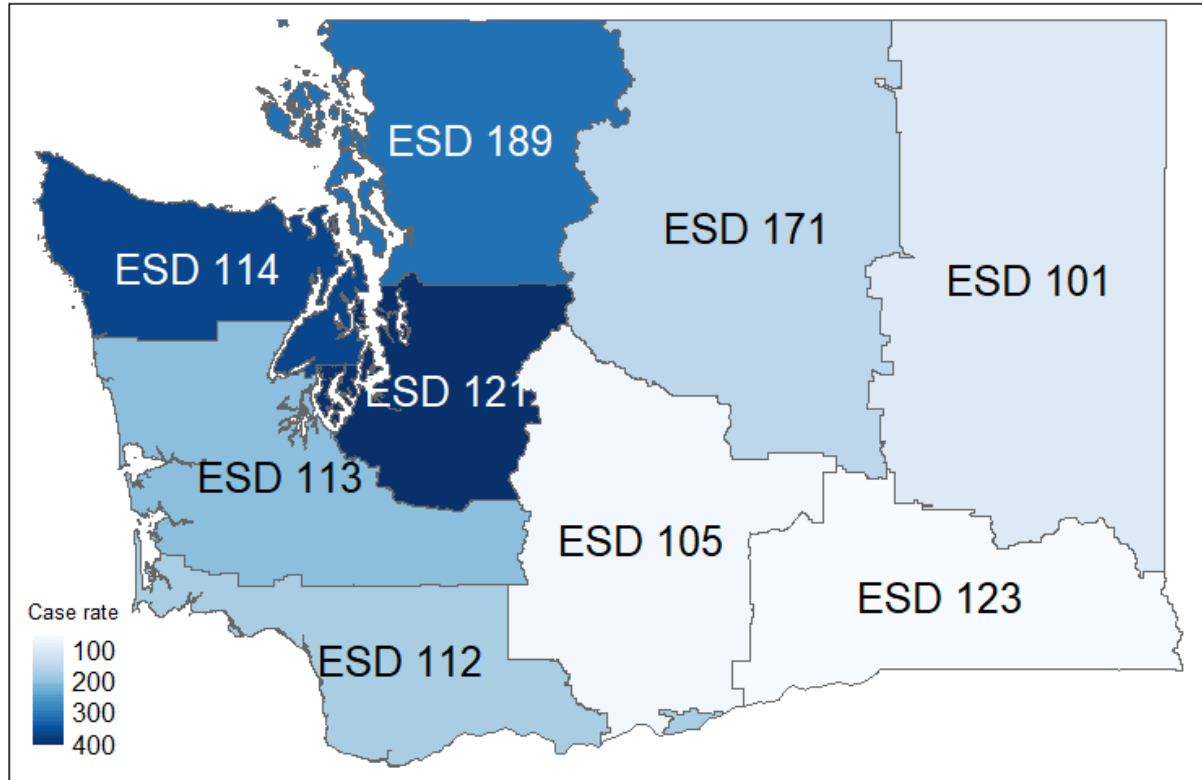 ESD 189
ESD 171
ESD 114
ESD 101
ESD 121
ESD 113
ESD 105
ESD 123
ESD 112
Case rate
100
200
300
400